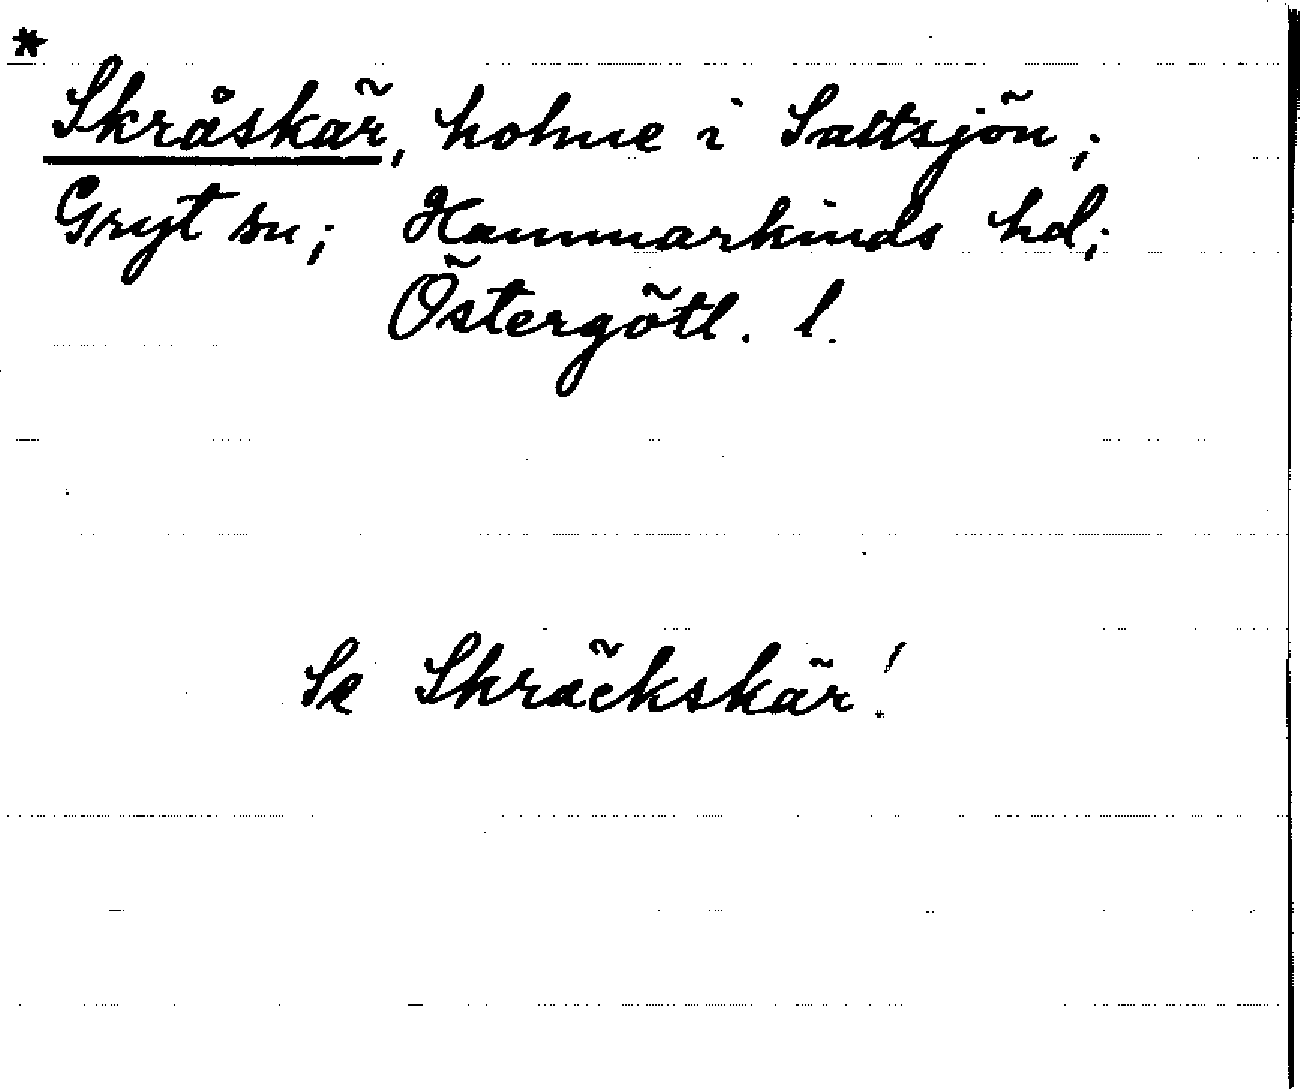 *
Skråskär, holme i Saltsjön;
Gryt sn; Hammarkinds hd;
Östergötl. l.
Se Skräckskär!